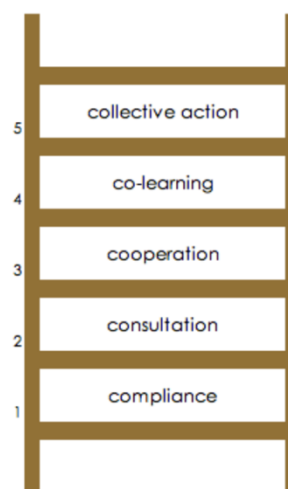 collective action
5
co-learning
4
cooperation
3
consultation
2
compliance
1